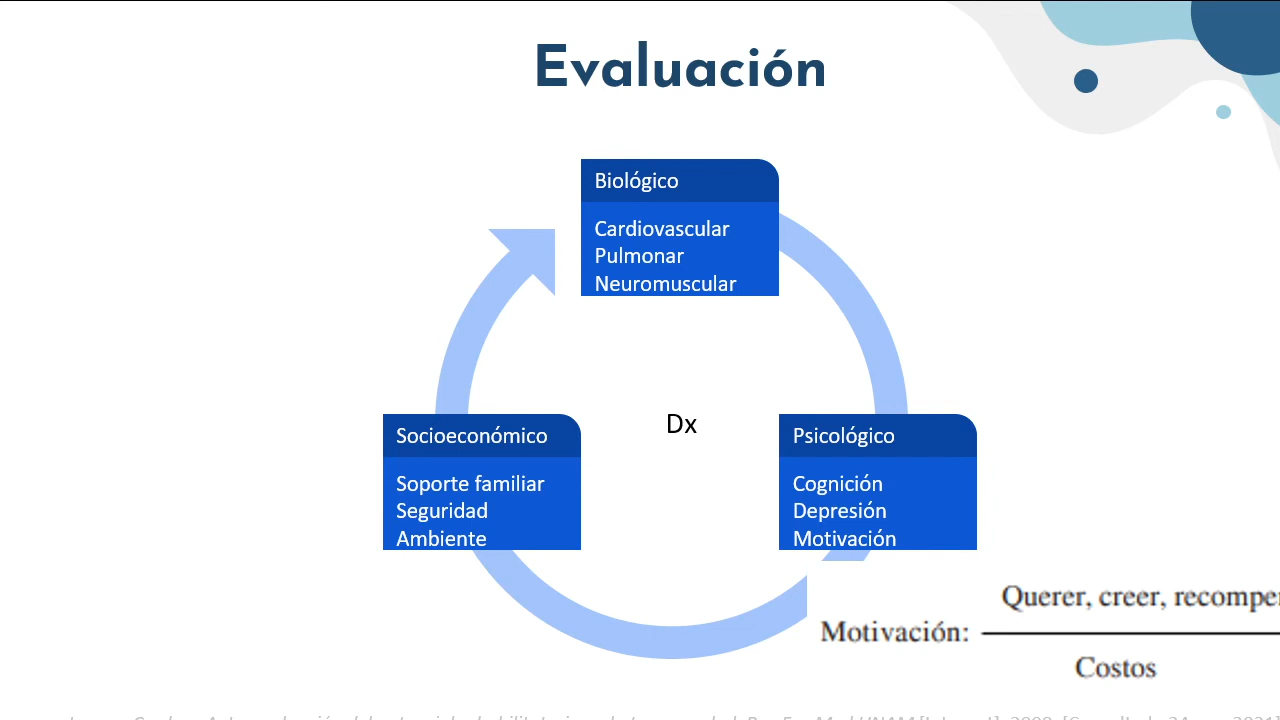 Evaluación
Biológico
Cardiovascular
Pulmonar
Neuromuscular
Dx
Socioeconómico
Soporte familiar
Seguridad
Ambiente
Psicológico
Cognición
Depresión
Motivación
Querer, creer, recompe
Motivación:
Costos